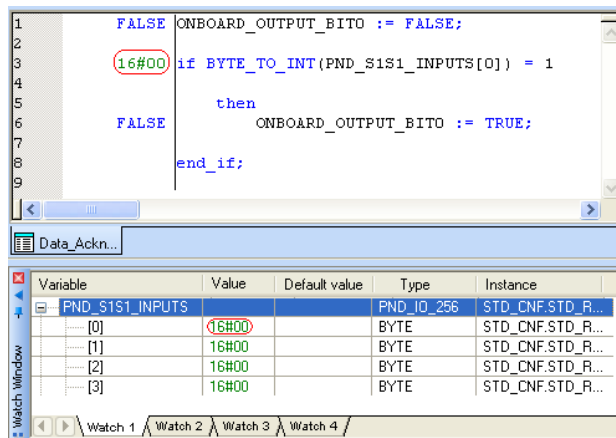 1 FALSE ONBOARD_OUTPUT_BIT0 := FALSE;
2
3 16#00 if BYTE_TO_INT(PND_S1S1_INPUTS[0]) = 1
4
5 then
6 FALSE ONBOARD_OUTPUT_BIT0 := TRUE;
7
8 end_if;
9
Data_Ackn...
Variable Value Default value Type Instance
PND_S1S1_INPUTS PND_IO_256 STD_CNF.STD_R...
[0] 16#00 BYTE STD_CNF.STD_R...
[1] 16#00 BYTE STD_CNF.STD_R...
[2] 16#00 BYTE STD_CNF.STD_R...
[3] 16#00 BYTE STD_CNF.STD_R...
Watch Window
Watch 1 Watch 2 Watch 3 Watch 4